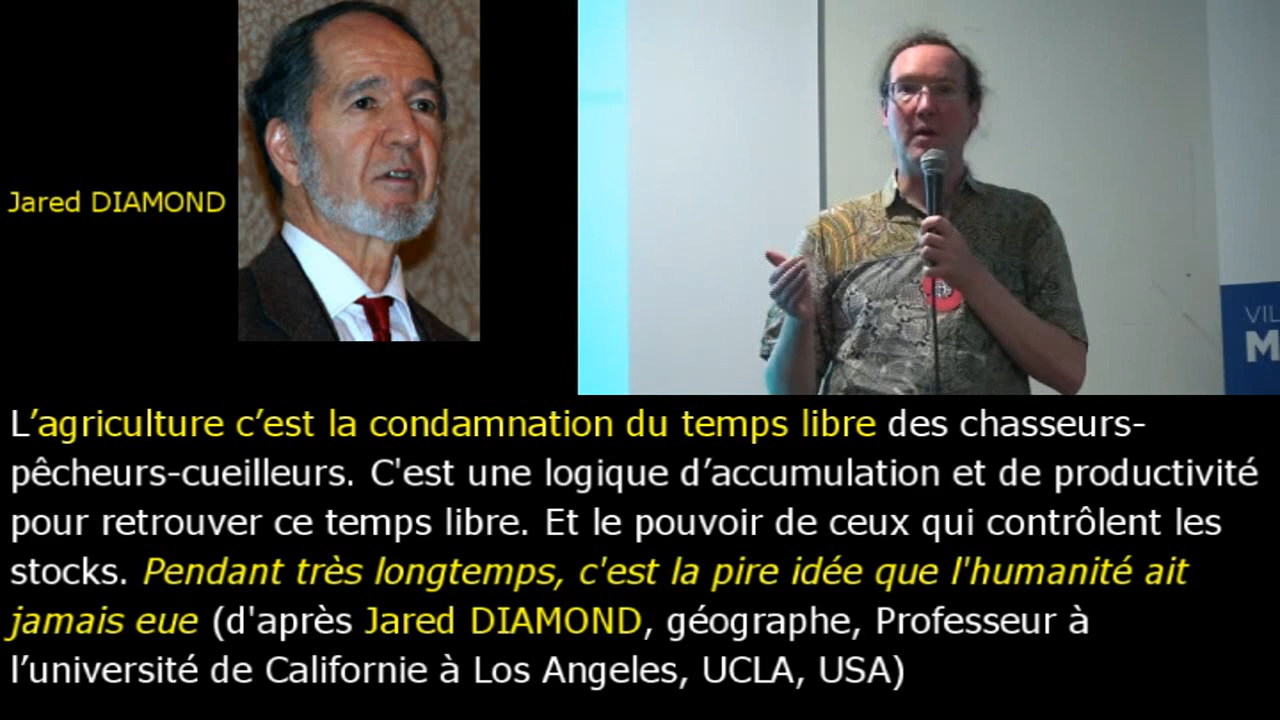 Jared DIAMOND
VIL
M
L’agriculture c’est la condamnation du temps libre des chasseurs-
pêcheurs-cueilleurs. C'est une logique d’accumulation et de productivité
pour retrouver ce temps libre. Et le pouvoir de ceux qui contrôlent les
stocks. Pendant très longtemps, c'est la pire idée que l'humanité ait
jamais eue (d'après Jared DIAMOND, géographe, Professeur à
l’université de Californie à Los Angeles, UCLA, USA)